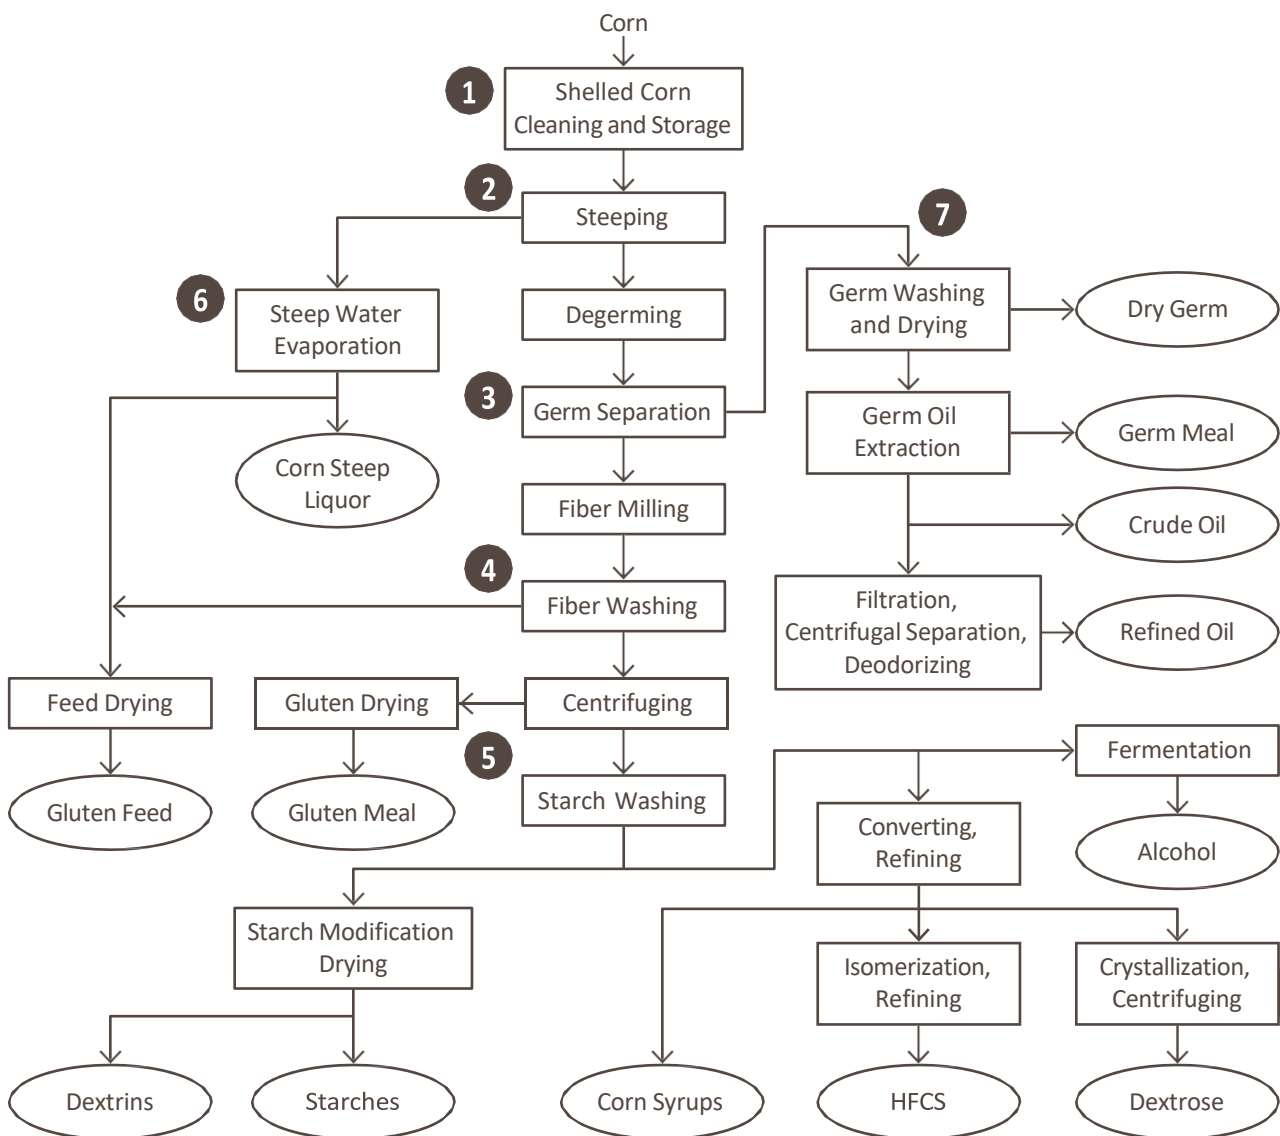 Corn
1
Shelled Corn
Cleaning and Storage
2
Steeping
7
6
Steep Water
Evaporation
Degerming
Germ Washing
and Drying
Dry Germ
3
Germ Separation
Germ Oil
Extraction
Germ Meal
Corn Steep
Liquor
Fiber Milling
Crude Oil
4
Fiber Washing
Filtration,
Centrifugal Separation,
Deodorizing
Refined Oil
Feed Drying
Gluten Drying
Centrifuging
5
Fermentation
Gluten Feed
Gluten Meal
Starch Washing
Converting,
Refining
Alcohol
Starch Modification
Drying
Isomerization,
Refining
Crystallization,
Centrifuging
Dextrins
Starches
Corn Syrups
HFCS
Dextrose